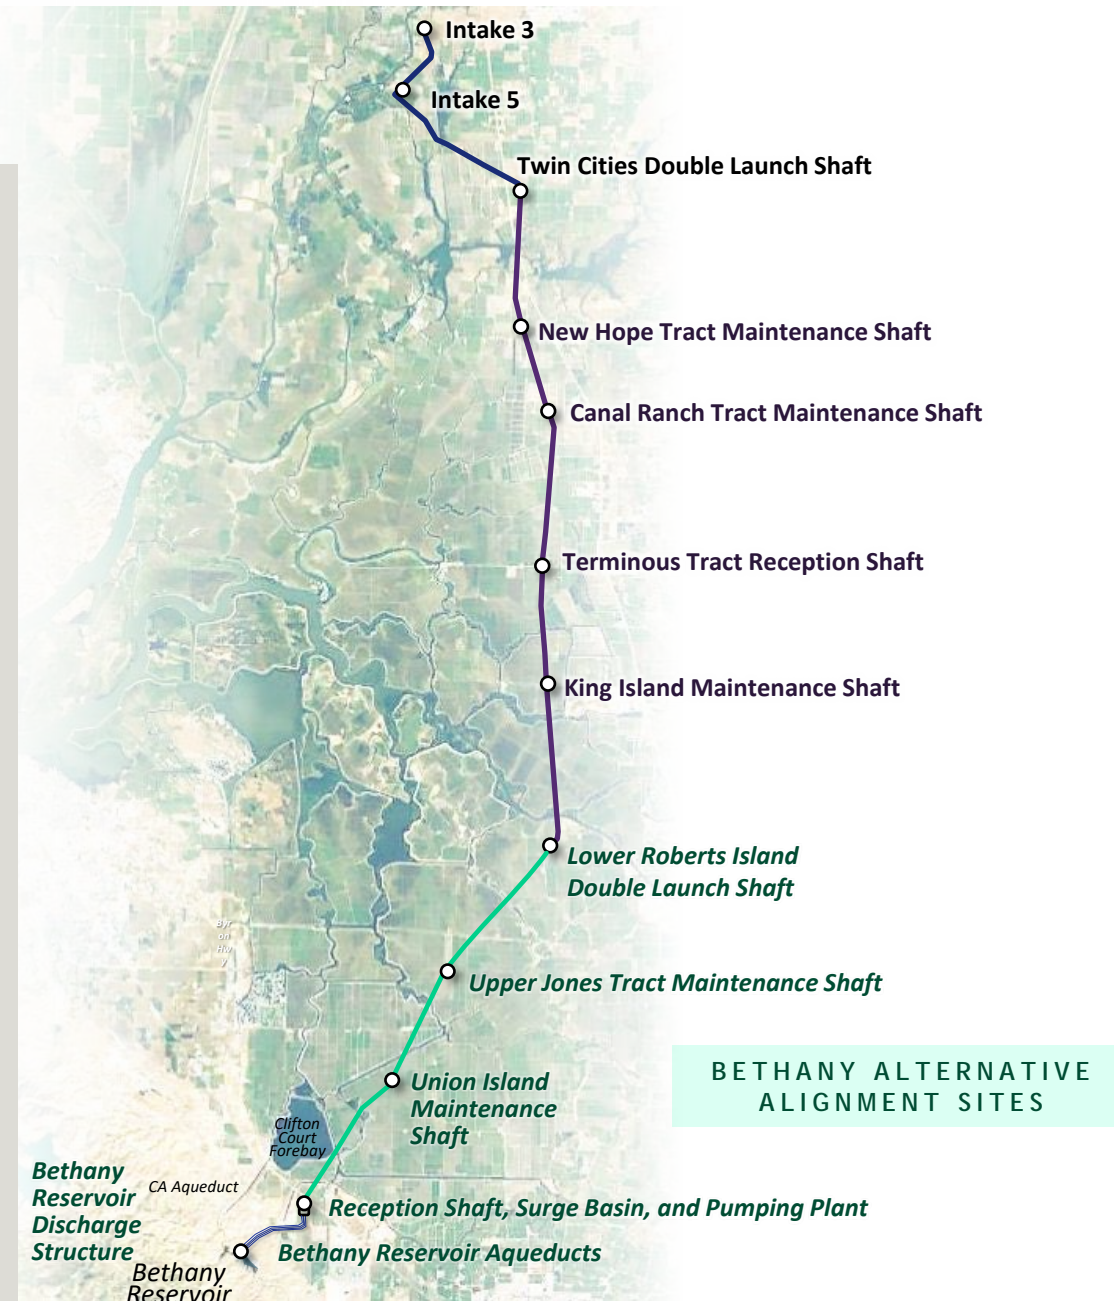 Intake 3
Intake 5
Twin Cities Double Launch Shaft
New Hope Tract Maintenance Shaft
Canal Ranch Tract Maintenance Shaft
Terminous Tract Reception Shaft
King Island Maintenance Shaft
Lower Roberts Island
Double Launch Shaft
Byr
on
Hw
y
Upper Jones Tract Maintenance Shaft
BETHANY ALTERNATIVE
ALIGNMENT SITES
Union Island
Maintenance
Shaft
Clifton
Court
Forebay
Bethany
Reservoir
Discharge
Structure
CA Aqueduct
Reception Shaft, Surge Basin, and Pumping Plant
Bethany Reservoir Aqueducts
Bethany
Reservoir